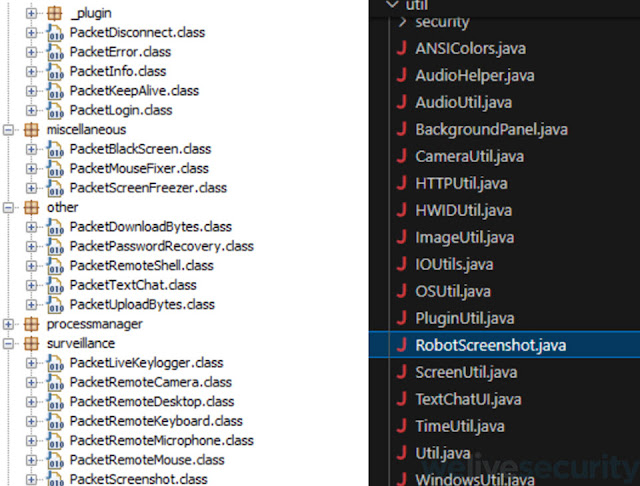 _plugin
PacketDisconnect.class
PacketError.class
PacketInfo.class
PacketKeepAlive.class
PacketLogin.class
miscellaneous
PacketBlackScreen.class
PacketMouseFixer.class
PacketScreenFreezer.class
other
PacketDownloadBytes.class
PacketPasswordRecovery.class
PacketRemoteShell.class
PacketTextChat.class
PacketUploadBytes.class
processmanager
surveillance
PacketLiveKeylogger.class
PacketRemoteCamera.class
PacketRemoteDesktop.class
PacketRemoteKeyboard.class
PacketRemoteMicrophone.class
PacketRemoteMouse.class
PacketScreenshot.class
util
security
J ANSIColors.java
J AudioHelper.java
J AudioUtil.java
J BackgroundPanel.java
J CameraUtil.java
J HTTPUtil.java
J HWIDUtil.java
J ImageUtil.java
J IOUtils.java
J OSUtil.java
J PluginUtil.java
J RobotScreenshot.java
J ScreenUtil.java
J TextChatUI.java
J TimeUtil.java
J Util.java
J WindowsUtil.java
welivesecurity